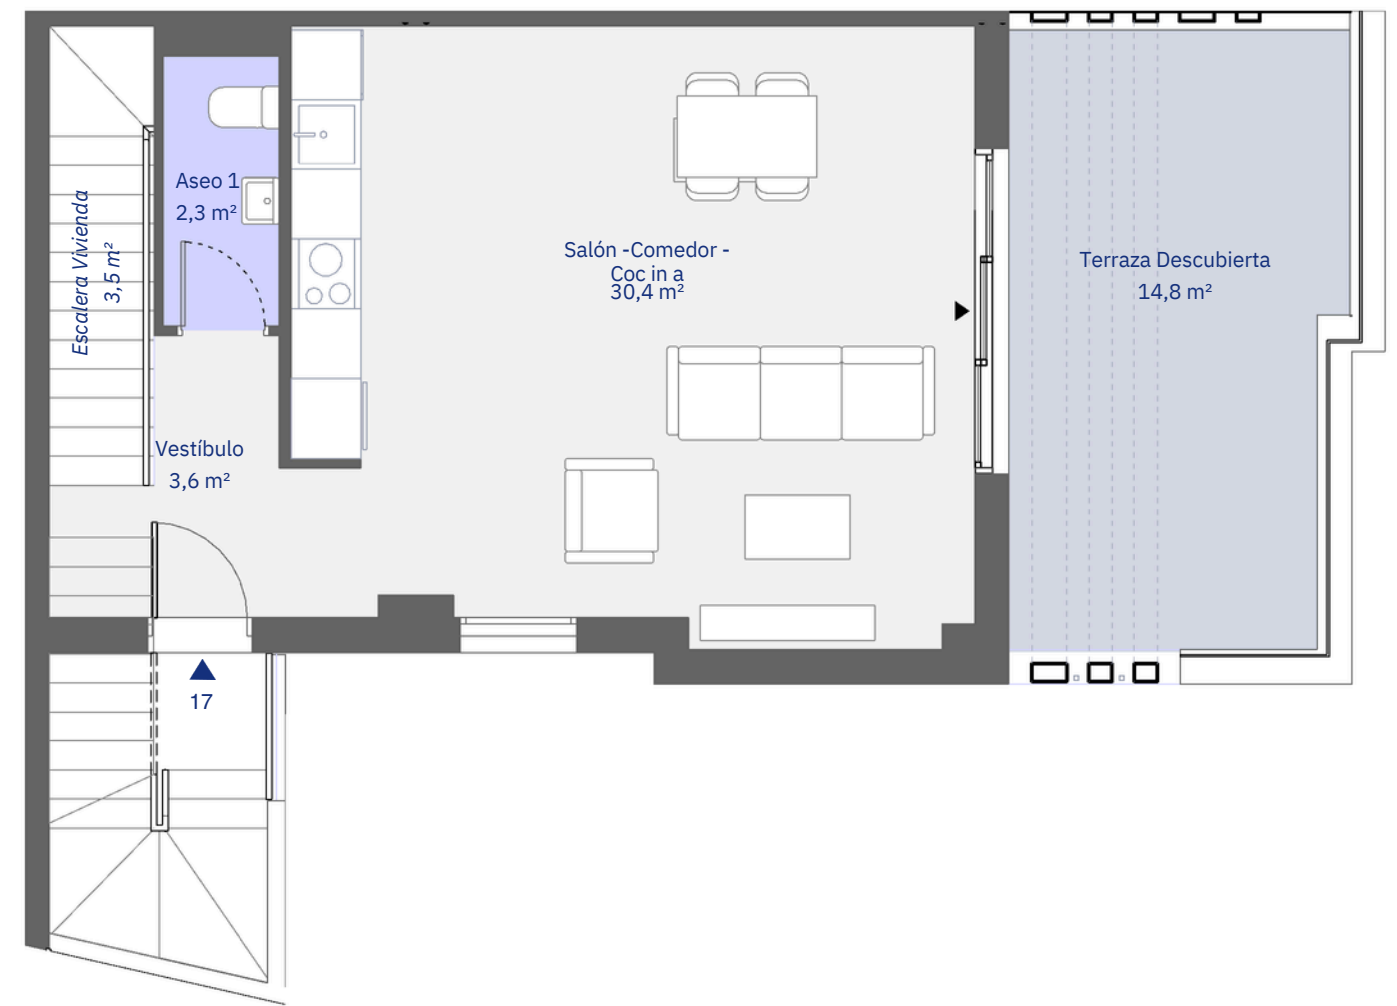 Aseo 1
2,3 m²
Escalera Vivienda
3,5 m²
Salón -Comedor -
Coc in a
30,4 m²
Terraza Descubierta
14,8 m²
Vestíbulo
3,6 m²
17